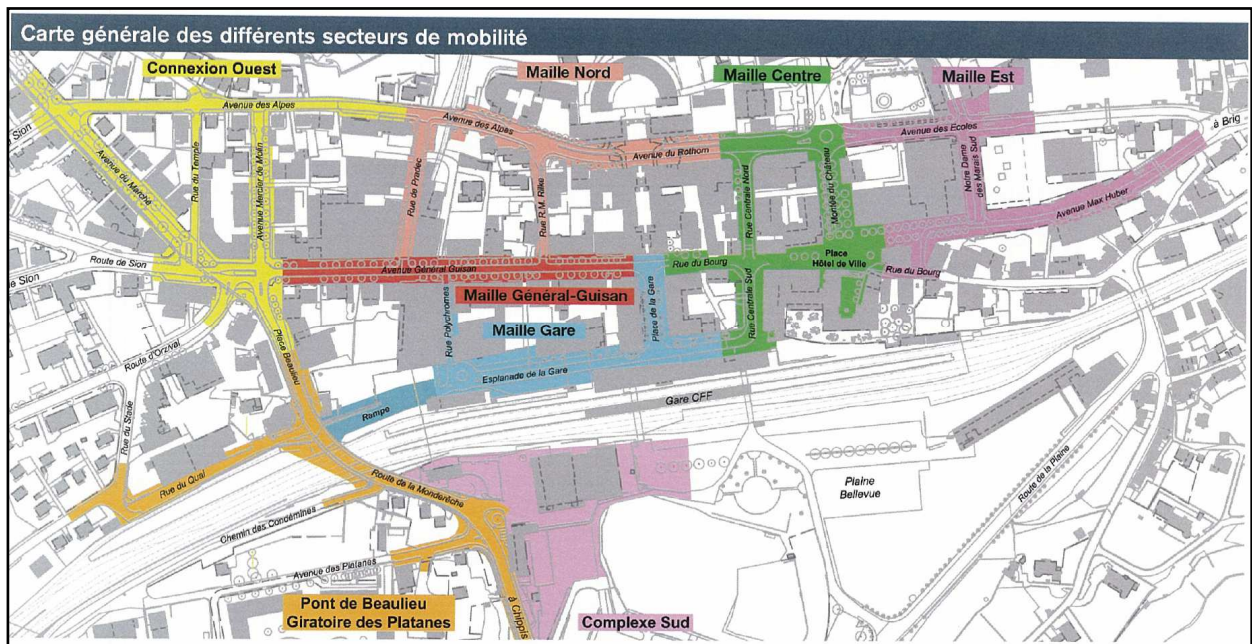 Carte générale des différents secteurs de mobilité
Connexion Ouest
Maille Nord
Maille Centre
Maille Est
Avenue des Alpes
Avenue des Alpes
Avenue du Rothorn
Avenue des Ecoles
à Brig
Sion
Avenue du Marché
Rue du Temple
Avenue Mercier de Molin
Rue de Pradec
Rue R.M. Rilke
Rue Centrale Nord
Montée du Château
Notre Dame
des Marais Sud
Avenue Max Huber
Route de Sion
de Sion
Avenue Général Guisan
Rue du Bourg
Place
Hôtel de Ville
Rue du Bourg
Maille Général-Guisan
Maille Gare
Rue Polychromes
Place de la Gare
Rue Centrale Sud
Place Beaulieu
Route d'Orzival
Esplanade de la Gare
Rampe
Gare CFF
Rue du Stade
Rue du Quai
Route de la Monderèche
Plaine
Bellevue
Route de la Plaine
Chemin des Condémines
Avenue des Platanes
à Chippis
Pont de Beaulieu
Giratoire des Platanes
Complexe Sud